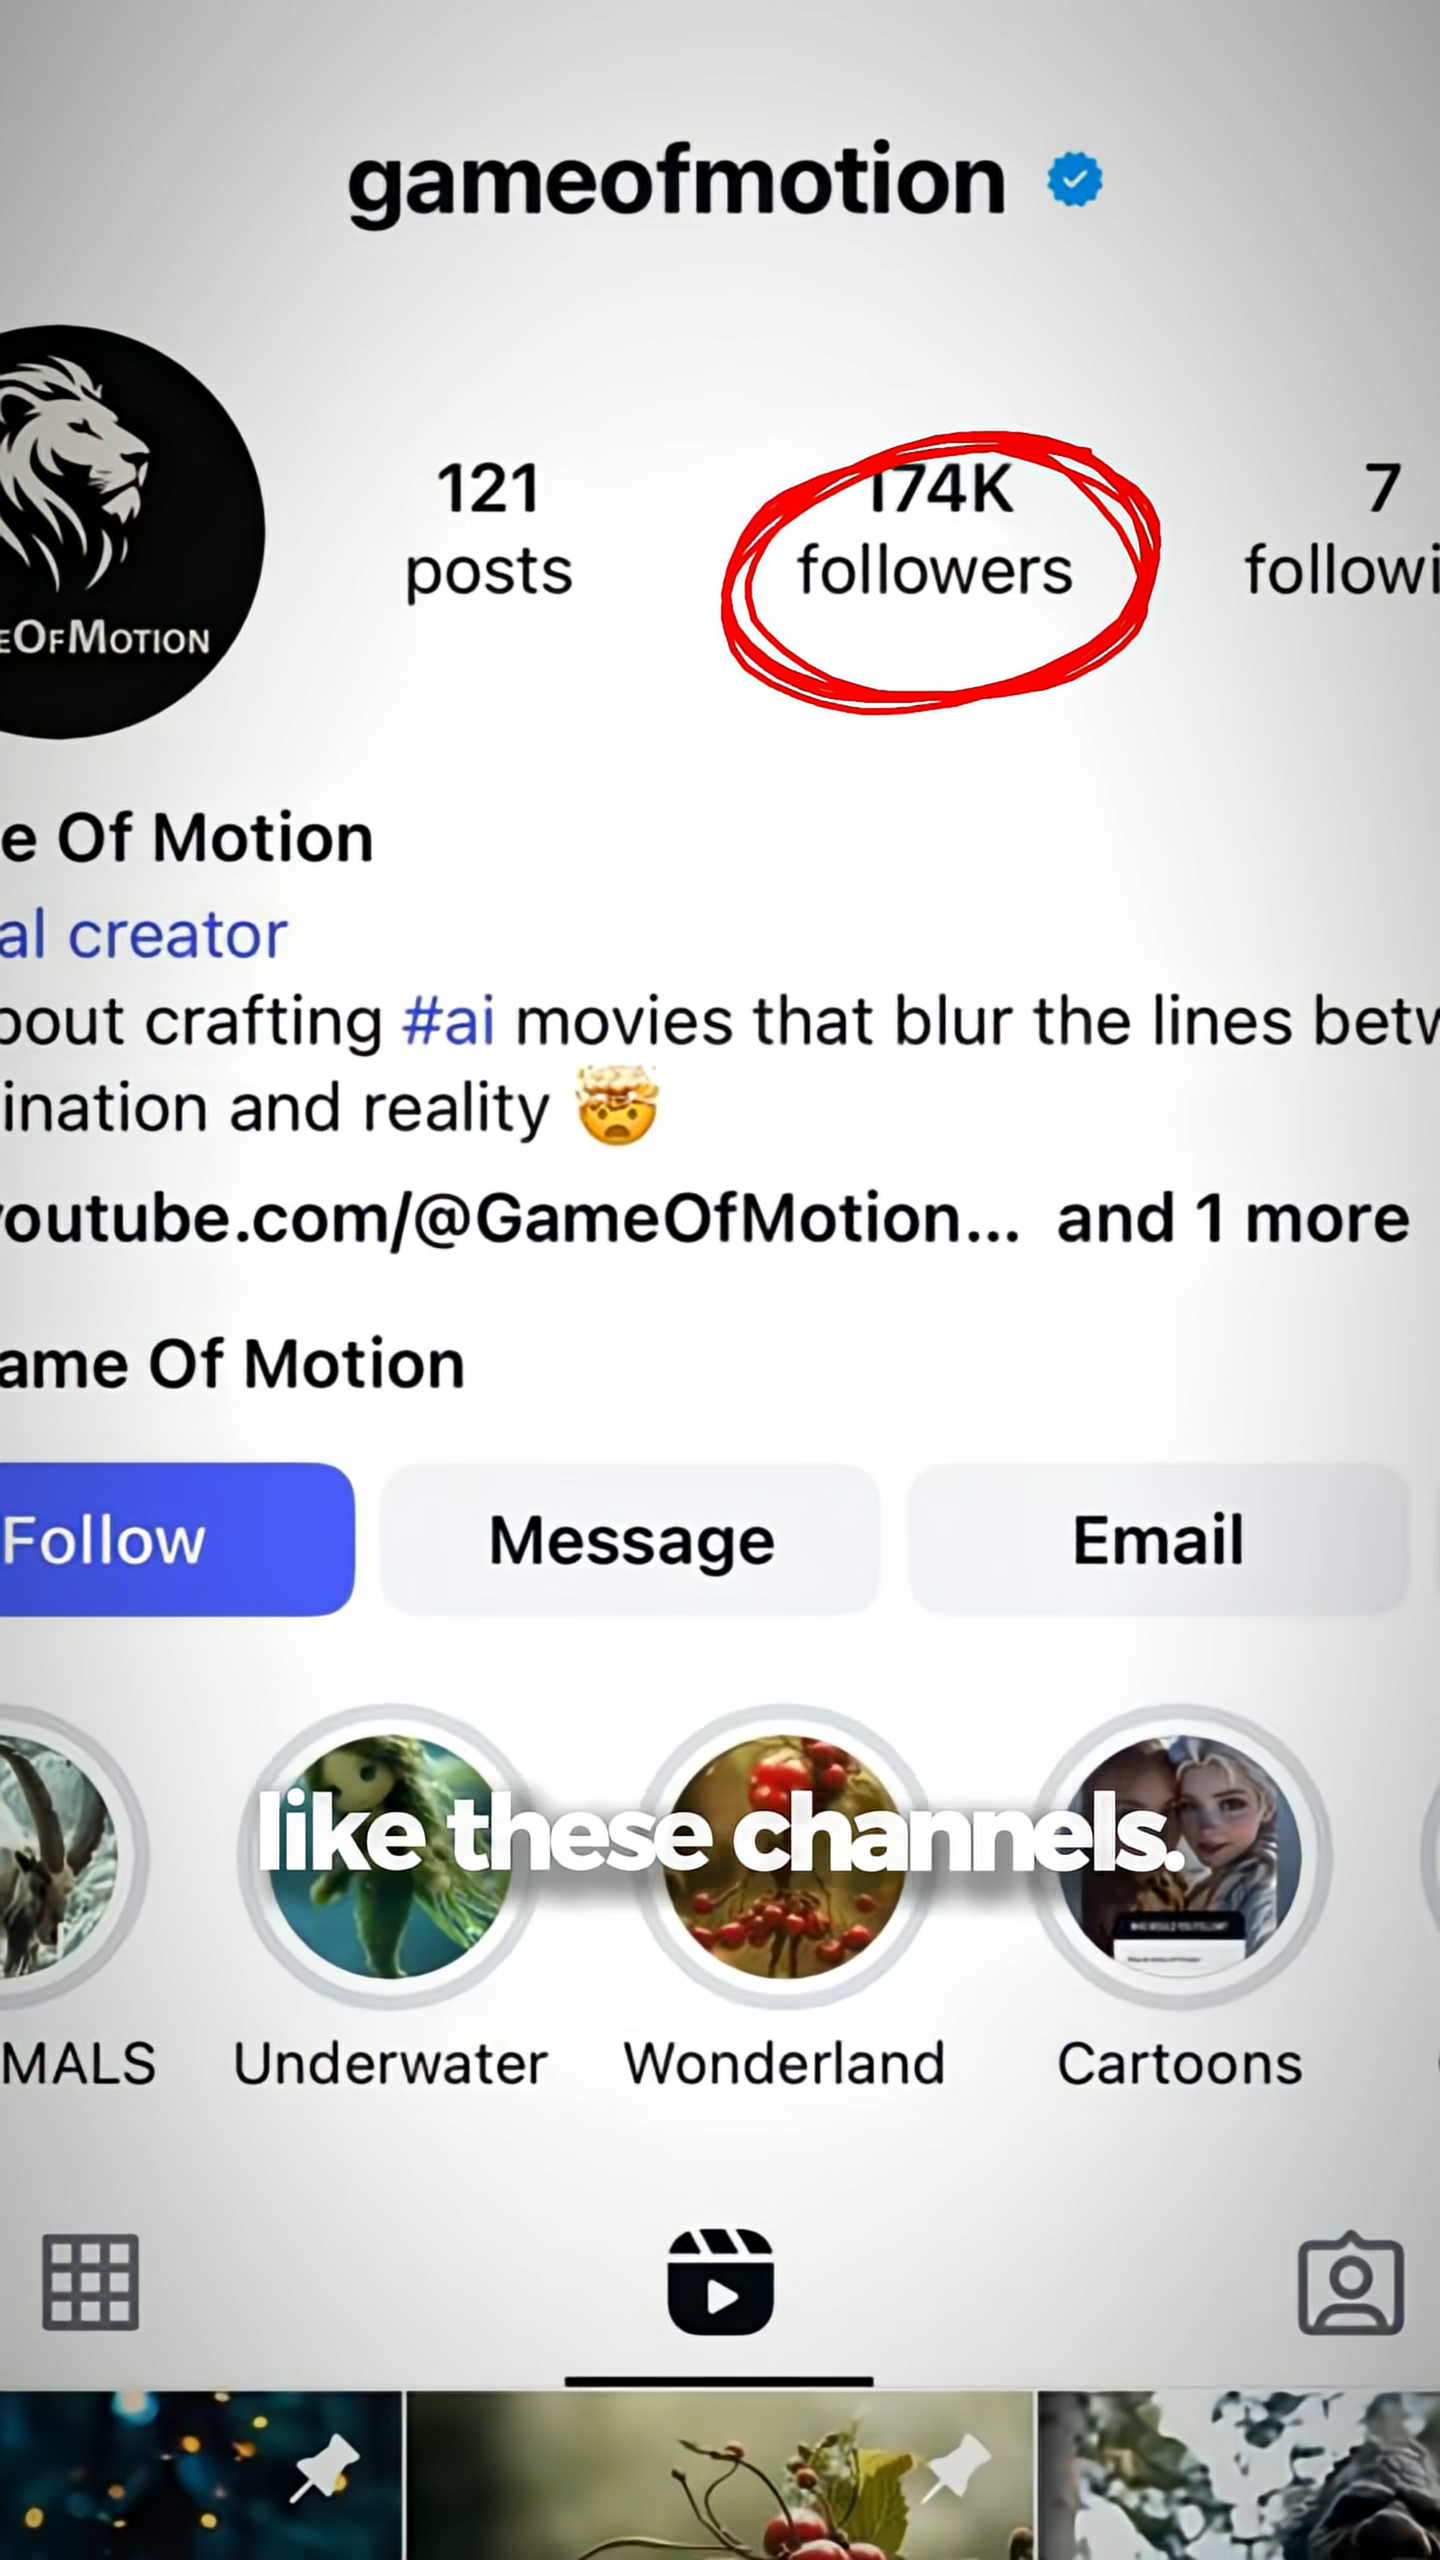 gameofmotion
121
posts
174K
followers
7
followi
EOFMOTION
e Of Motion
al creator
bout crafting #ai movies that blur the lines betw
ination and reality 🤯
youtube.com/@GameOfMotion... and 1 more
ame Of Motion
Follow
Message
Email
like these channels.
MALS
Underwater
Wonderland
Cartoons